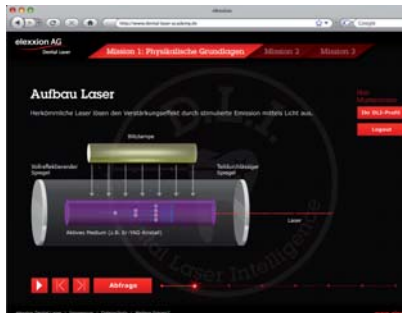 elexxion
http://www.dental-laser-academy.de
Google
elexxion AG
Dental Laser
Mission 1: Physikalische Grundlagen
Mission 2
Mission 3
Aufbau Laser
Herkömmliche Laser lösen den Verstärkungseffekt durch stimulierte Emission mittels Licht aus.
Ihr DLI-Profil
Logout
Blitzlampe
Vollreflektierender
Spiegel
Teildurchlässiger
Spiegel
Laser
Aktives Medium (z.B. Er-YAG-Kristall)
Abfrage
D.L.I.
Dental Laser Intelligence